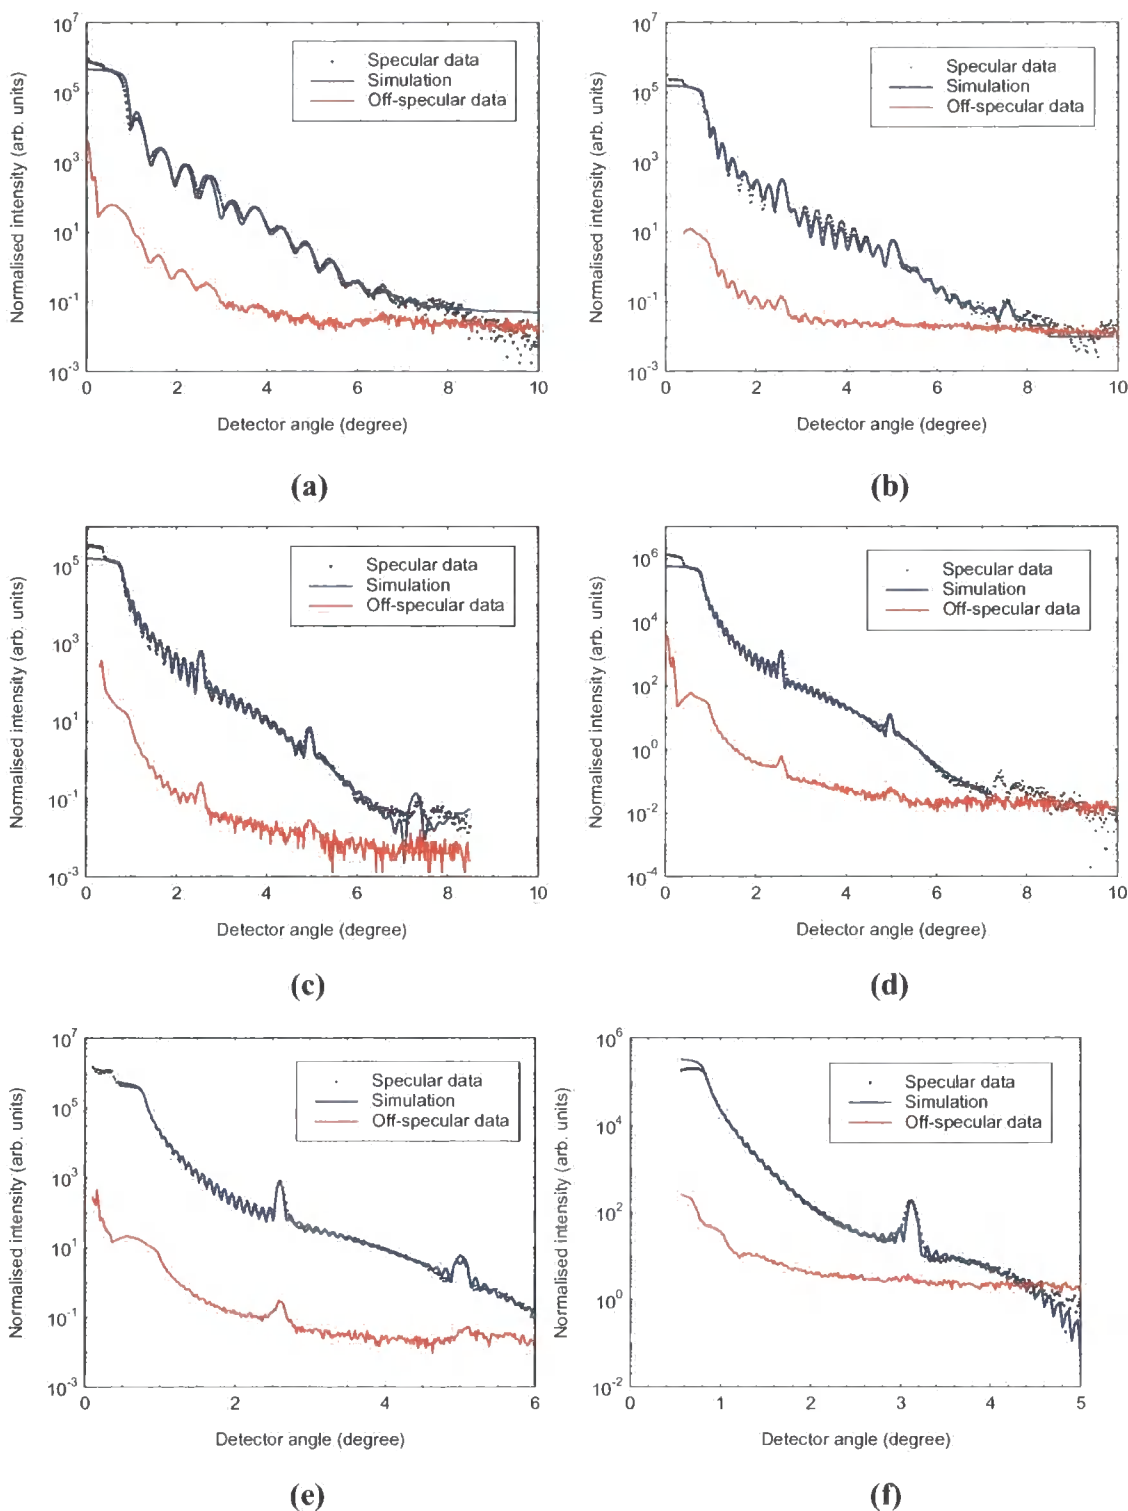 10^7
10^5
10^3
10^1
10^-1
10^-3
Normalised intensity (arb. units)
Specular data
Simulation
Off-specular data
0 2 4 6 8 10
Detector angle (degree)
(a)
10^7
10^5
10^3
10^1
10^-1
10^-3
Normalised intensity (arb. units)
Specular data
Simulation
Off-specular data
0 2 4 6 8 10
Detector angle (degree)
(b)
10^5
10^3
10^1
10^-1
10^-3
Normalised intensity (arb. units)
Specular data
Simulation
Off-specular data
0 2 4 6 8 10
Detector angle (degree)
(c)
10^6
10^4
10^2
10^0
10^-2
10^-4
Normalised intensity (arb. units)
Specular data
Simulation
Off-specular data
0 2 4 6 8 10
Detector angle (degree)
(d)
10^7
10^5
10^3
10^1
10^-1
10^-3
Normalised intensity (arb. units)
Specular data
Simulation
Off-specular data
0 2 4 6
Detector angle (degree)
(e)
10^6
10^4
10^2
10^0
10^-2
Normalised intensity (arb. units)
Specular data
Simulation
Off-specular data
0 1 2 3 4 5
Detector angle (degree)
(f)